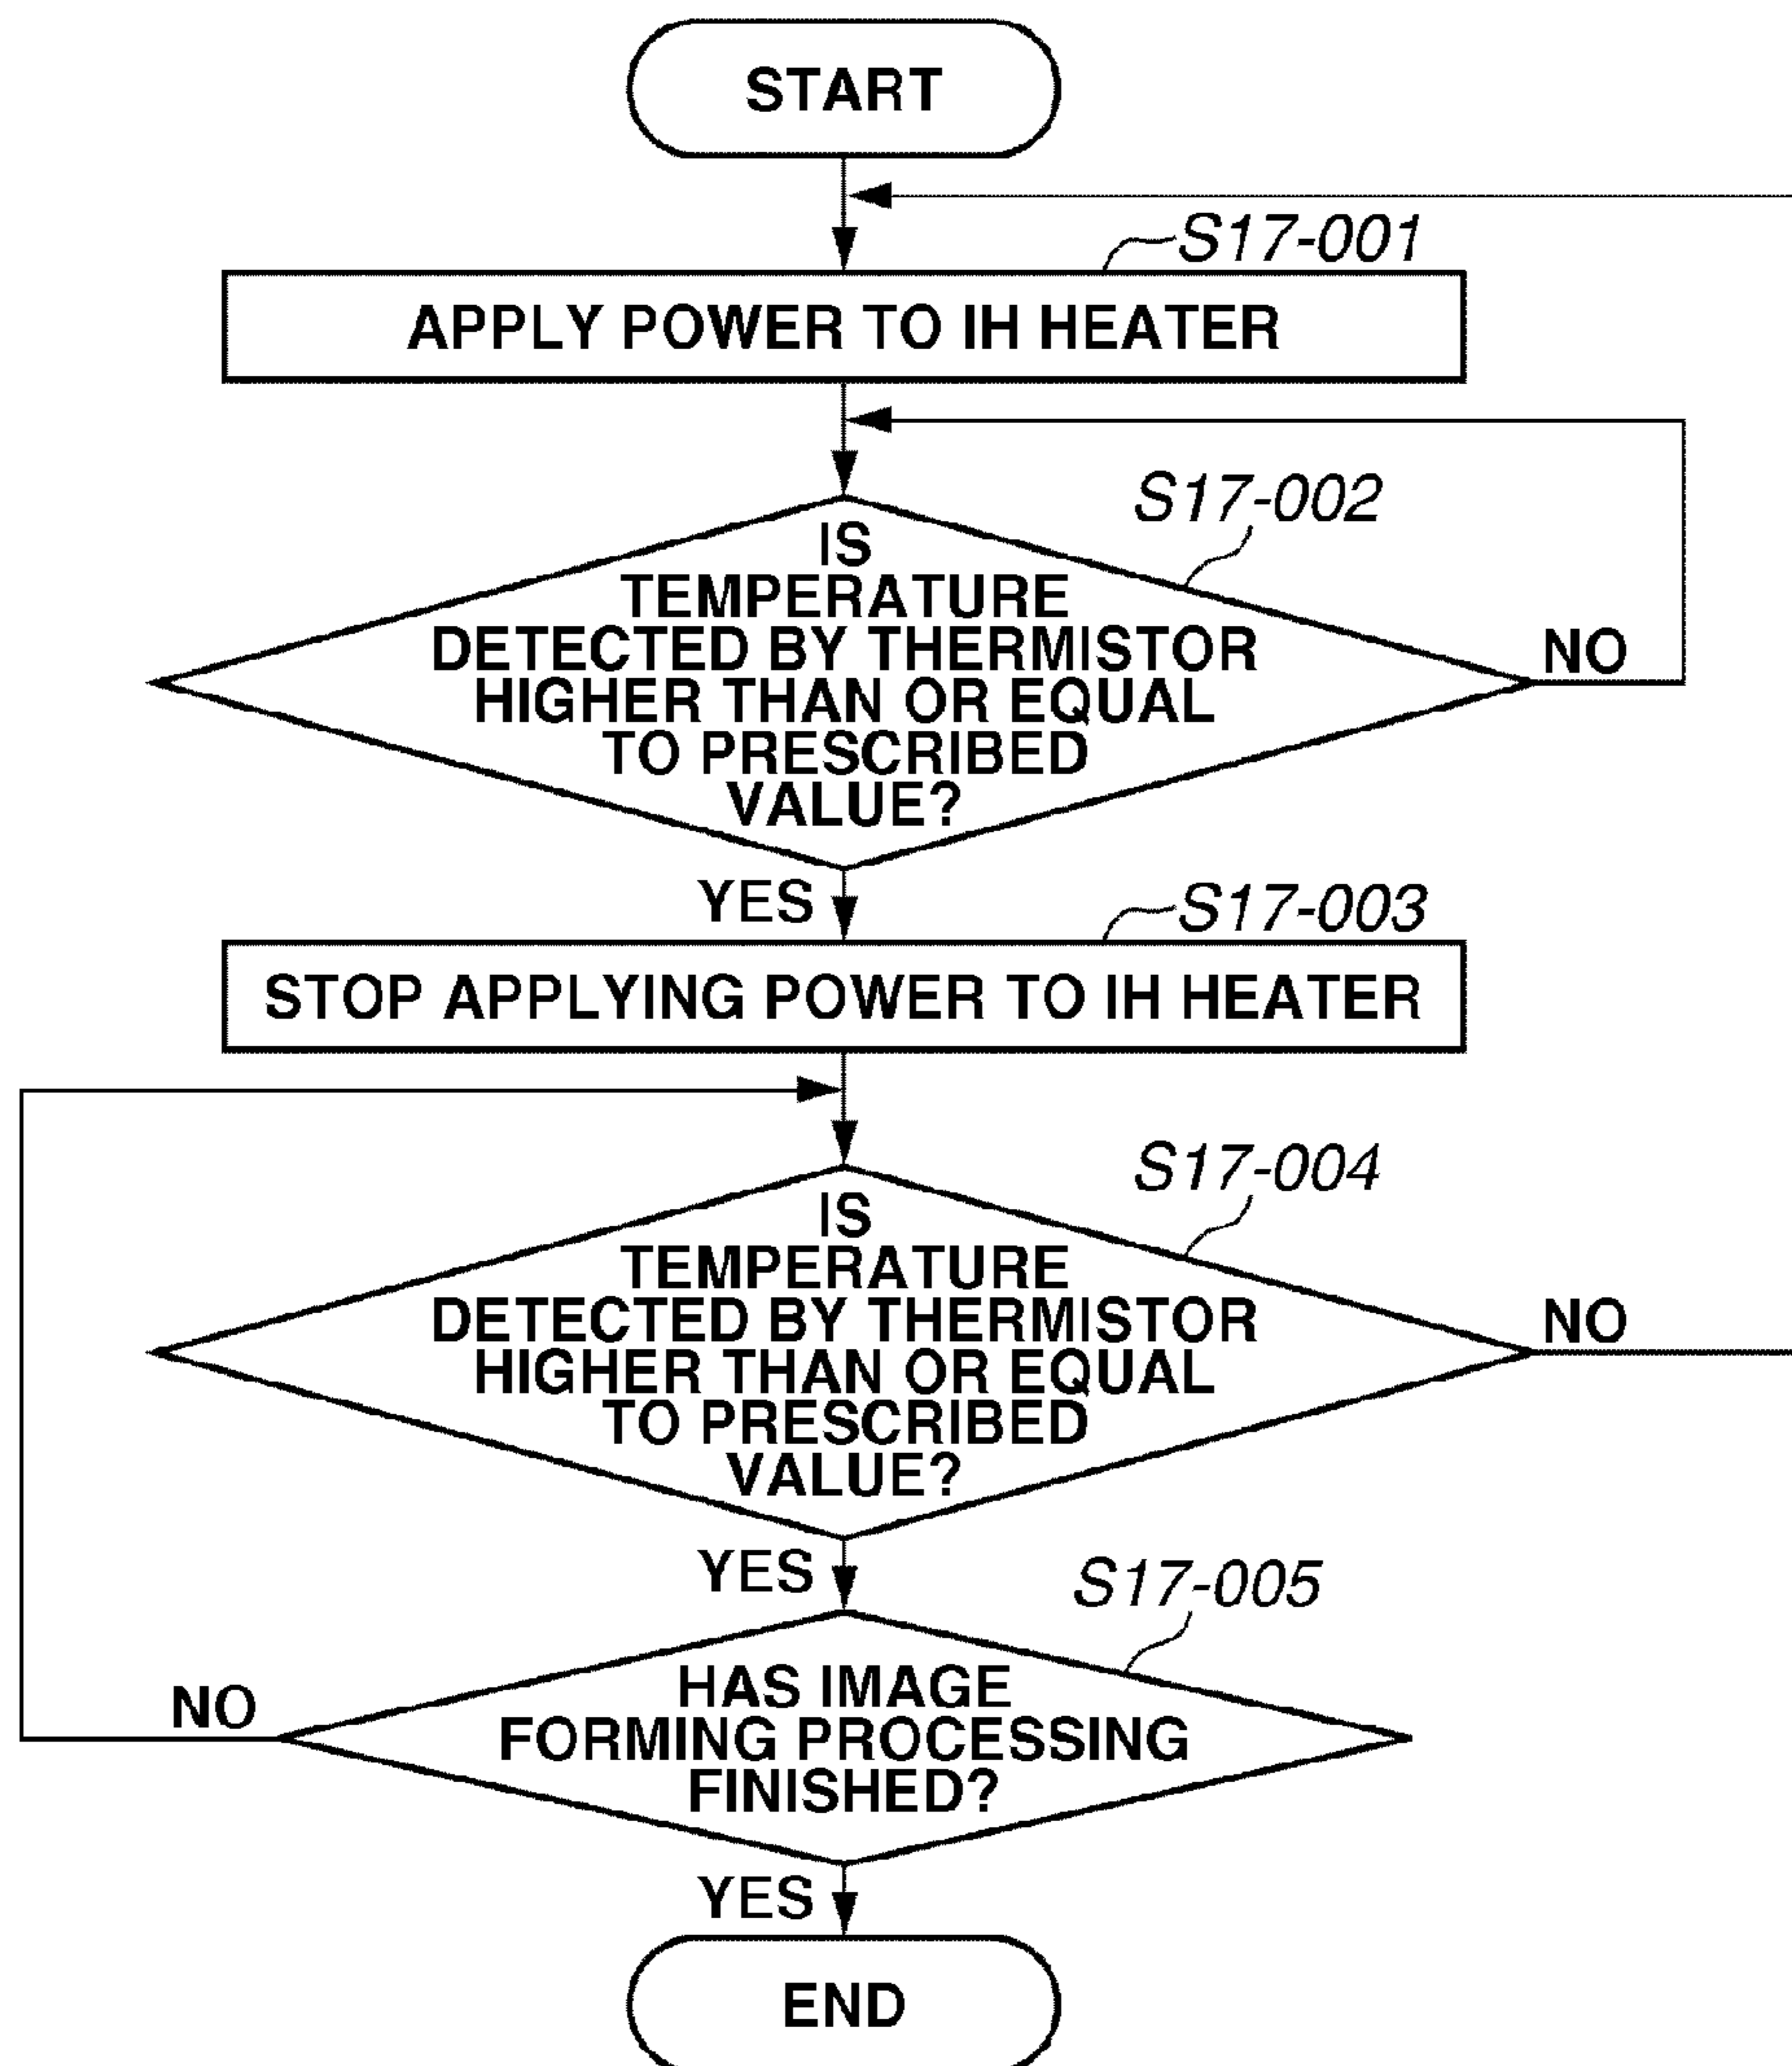 START
S17-001
APPLY POWER TO IH HEATER
S17-002
IS
TEMPERATURE
DETECTED BY THERMISTOR
HIGHER THAN OR EQUAL
TO PRESCRIBED
VALUE?
NO
YES
S17-003
STOP APPLYING POWER TO IH HEATER
S17-004
IS
TEMPERATURE
DETECTED BY THERMISTOR
HIGHER THAN OR EQUAL
TO PRESCRIBED
VALUE?
NO
YES
S17-005
HAS IMAGE
FORMING PROCESSING
FINISHED?
NO
YES
END